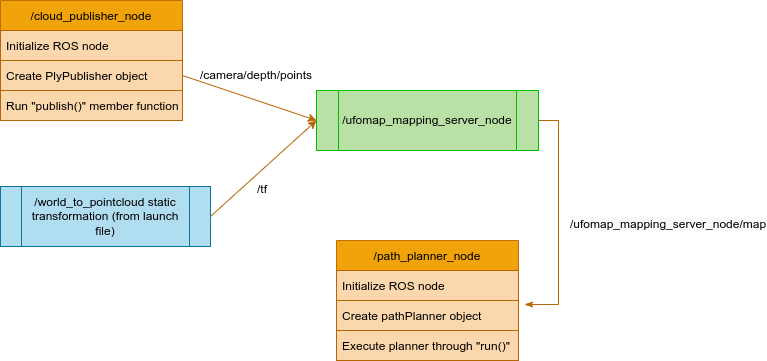 /cloud_publisher_node
Initialize ROS node
Create PlyPublisher object
Run "publish()" member function
/camera/depth/points
/ufomap_mapping_server_node
/tf
/world_to_pointcloud static
transformation (from launch
file)
/ufomap_mapping_server_node/map
/path_planner_node
Initialize ROS node
Create pathPlanner object
Execute planner through "run()"